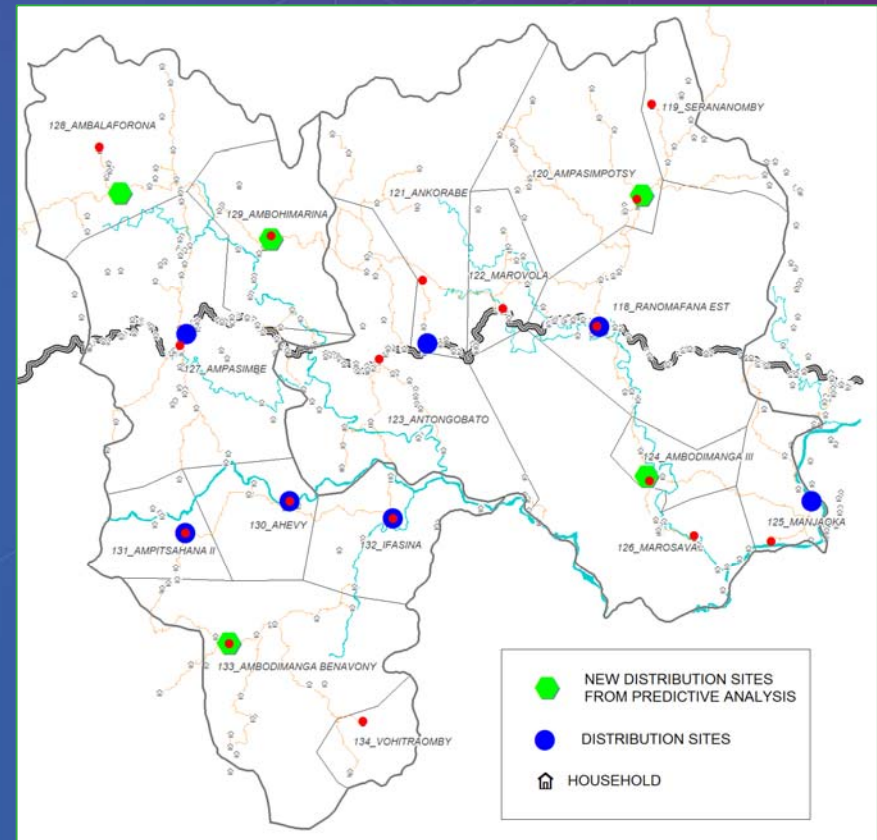 119_SERANANOMBY
128_AMBALAFORONA
120_AMPASIMPOTSY
121_ANKORABE
129_AMBOHIMARINA
122_MAROVOLA
118_RANOMAFANA EST
127_AMPASIMBE
123_ANTONGOBATO
124_AMBODIMANGA III
130_AHEVY
125_MANJAOKA
132_IFASINA
126_MAROSAVA
131_AMPITSAHANA II
133_AMBODIMANGA BENAVONY
134_VOHITRAOMBY
NEW DISTRIBUTION SITES
FROM PREDICTIVE ANALYSIS
DISTRIBUTION SITES
HOUSEHOLD